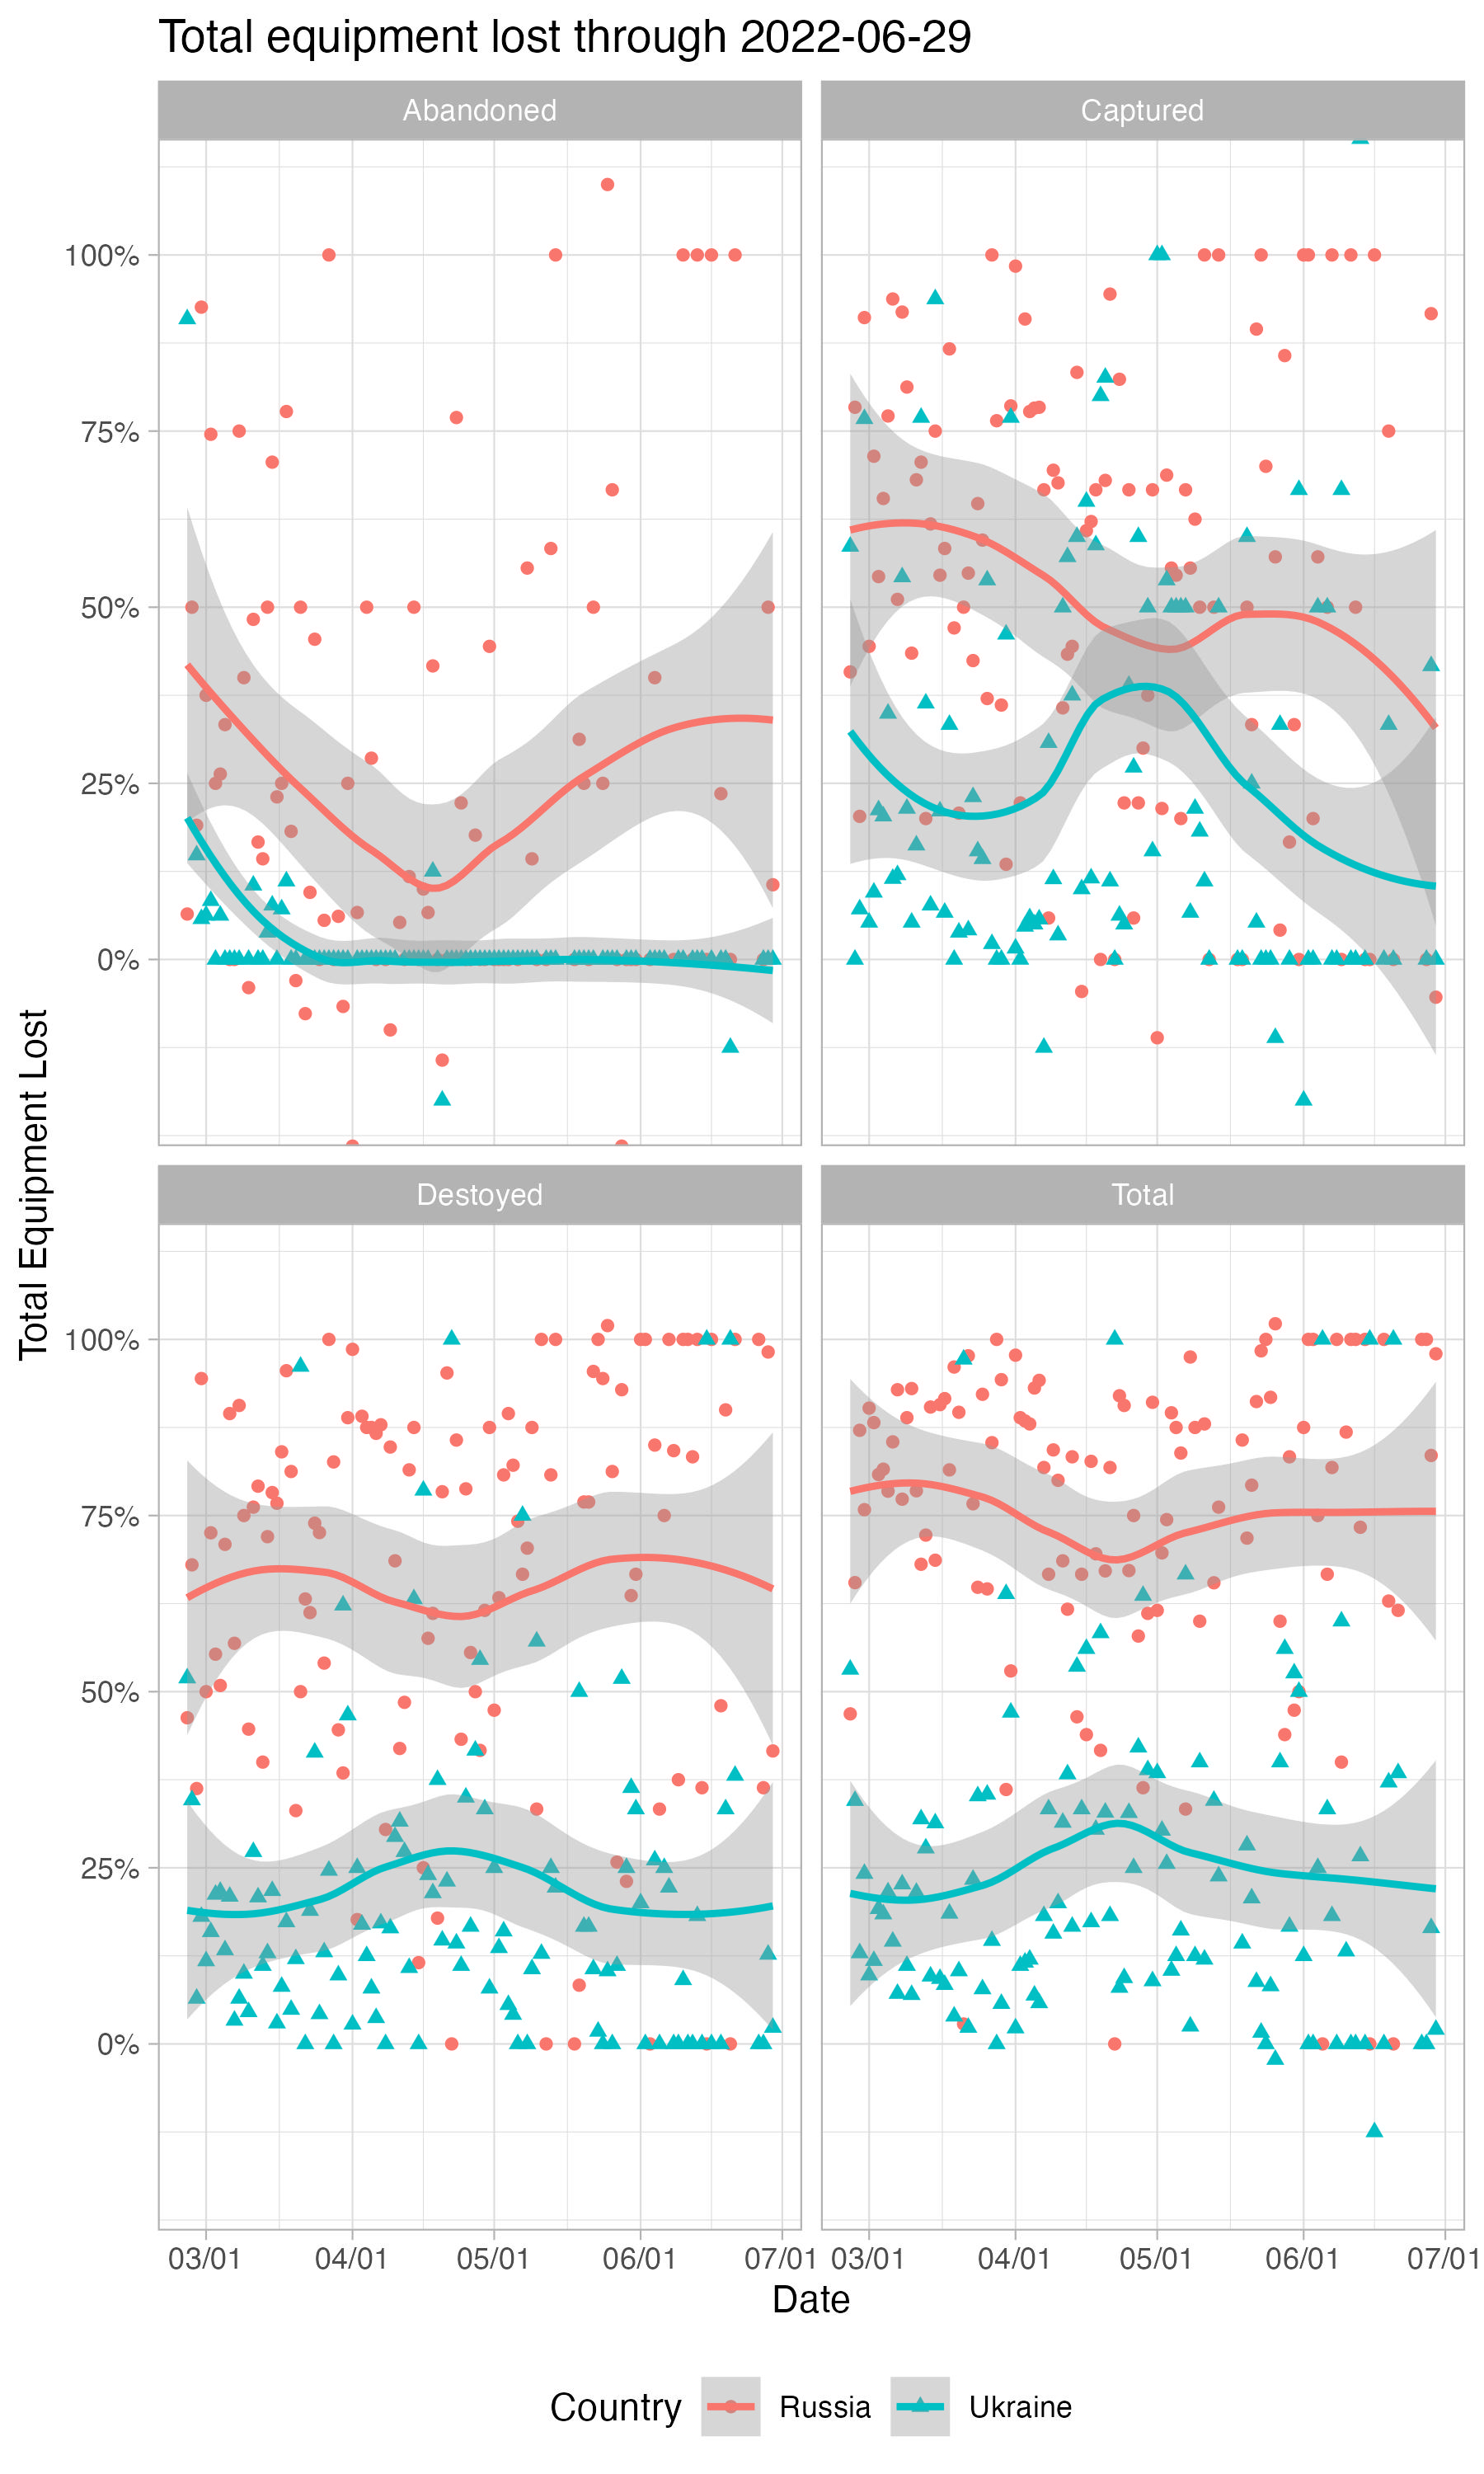 Total equipment lost through 2022-06-29
Abandoned
Captured
100%
75%
50%
25%
0%
Total Equipment Lost
Destoyed
Total
100%
75%
50%
25%
0%
03/01 04/01 05/01 06/01 07/01
03/01 04/01 05/01 06/01 07/01
Date
Country Russia Ukraine